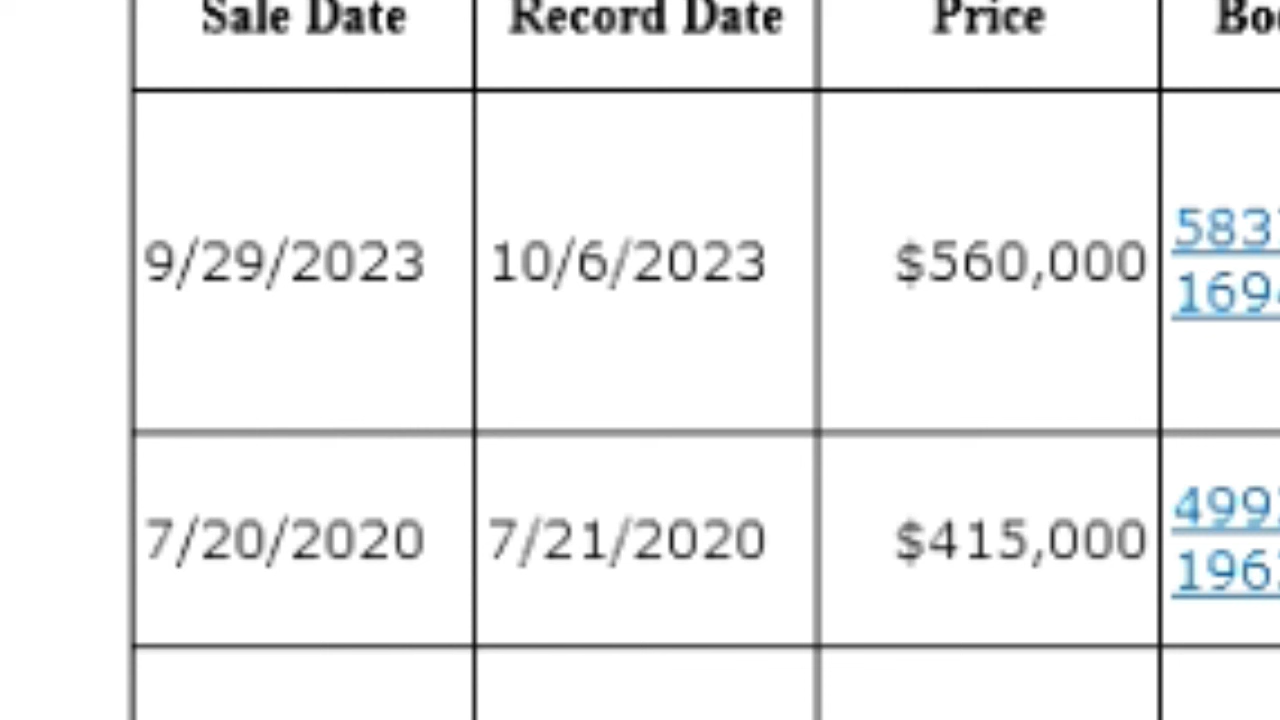 Sale Date Record Date Price
9/29/2023 10/6/2023 $560,000 583
169
7/20/2020 7/21/2020 $415,000 499
196